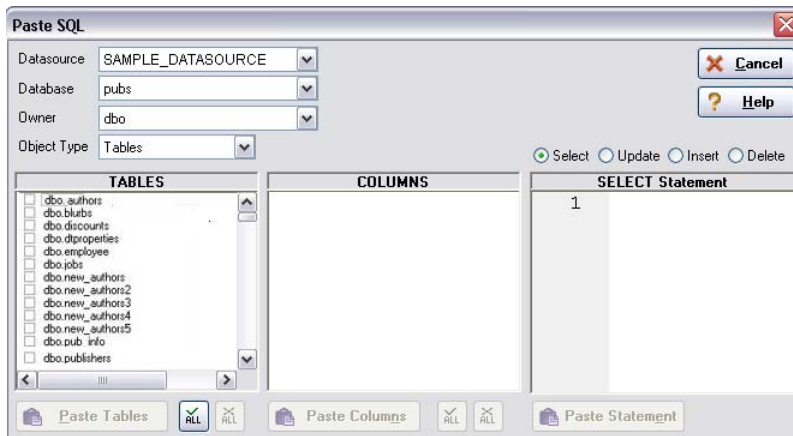 Paste SQL
Datasource SAMPLE_DATASOURCE
Cancel
Database pubs
Help
Owner dbo
Object Type Tables
Select Update Insert Delete
TABLES COLUMNS SELECT Statement
dbo.authors
1
dbo.blurbs
dbo.discounts
dbo.dtproperties
dbo.employee
dbo.jobs
dbo.new_authors
dbo.new_authors2
dbo.new_authors3
dbo.new_authors4
dbo.new_authors5
dbo.pub_info
dbo.publishers
Paste Tables ALL ALL Paste Columns ALL ALL Paste Statement